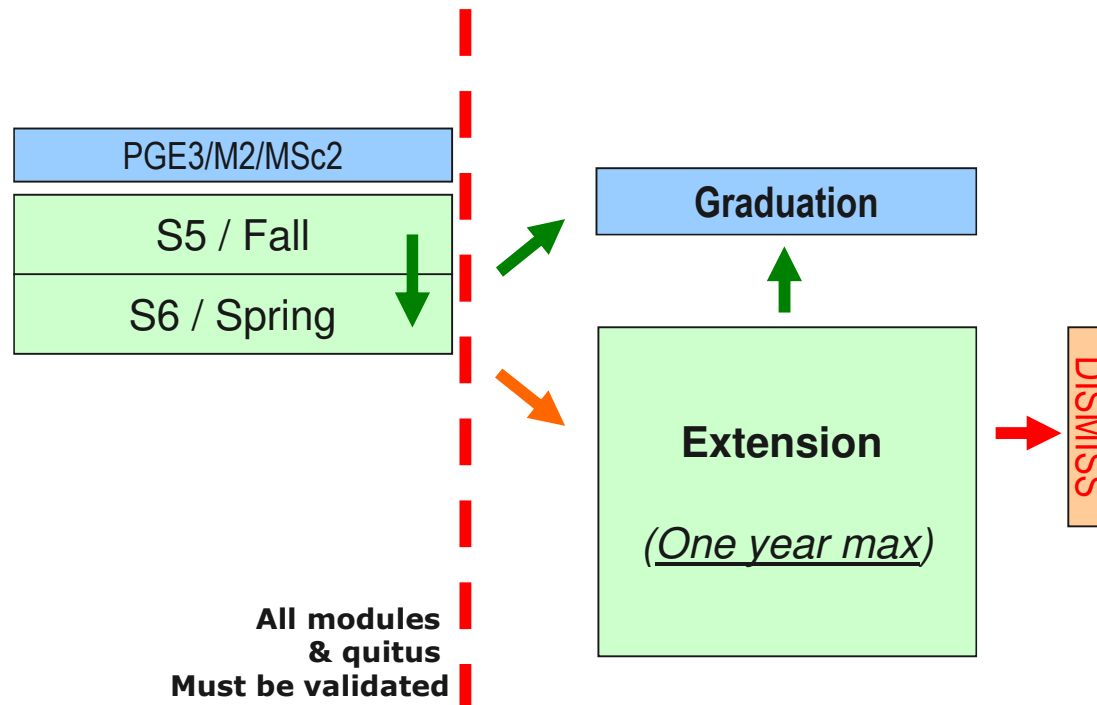 PGE3/M2/MSc2
S5 / Fall
S6 / Spring
All modules
& quitus
Must be validated
Graduation
Extension
(One year max)
DISMISS